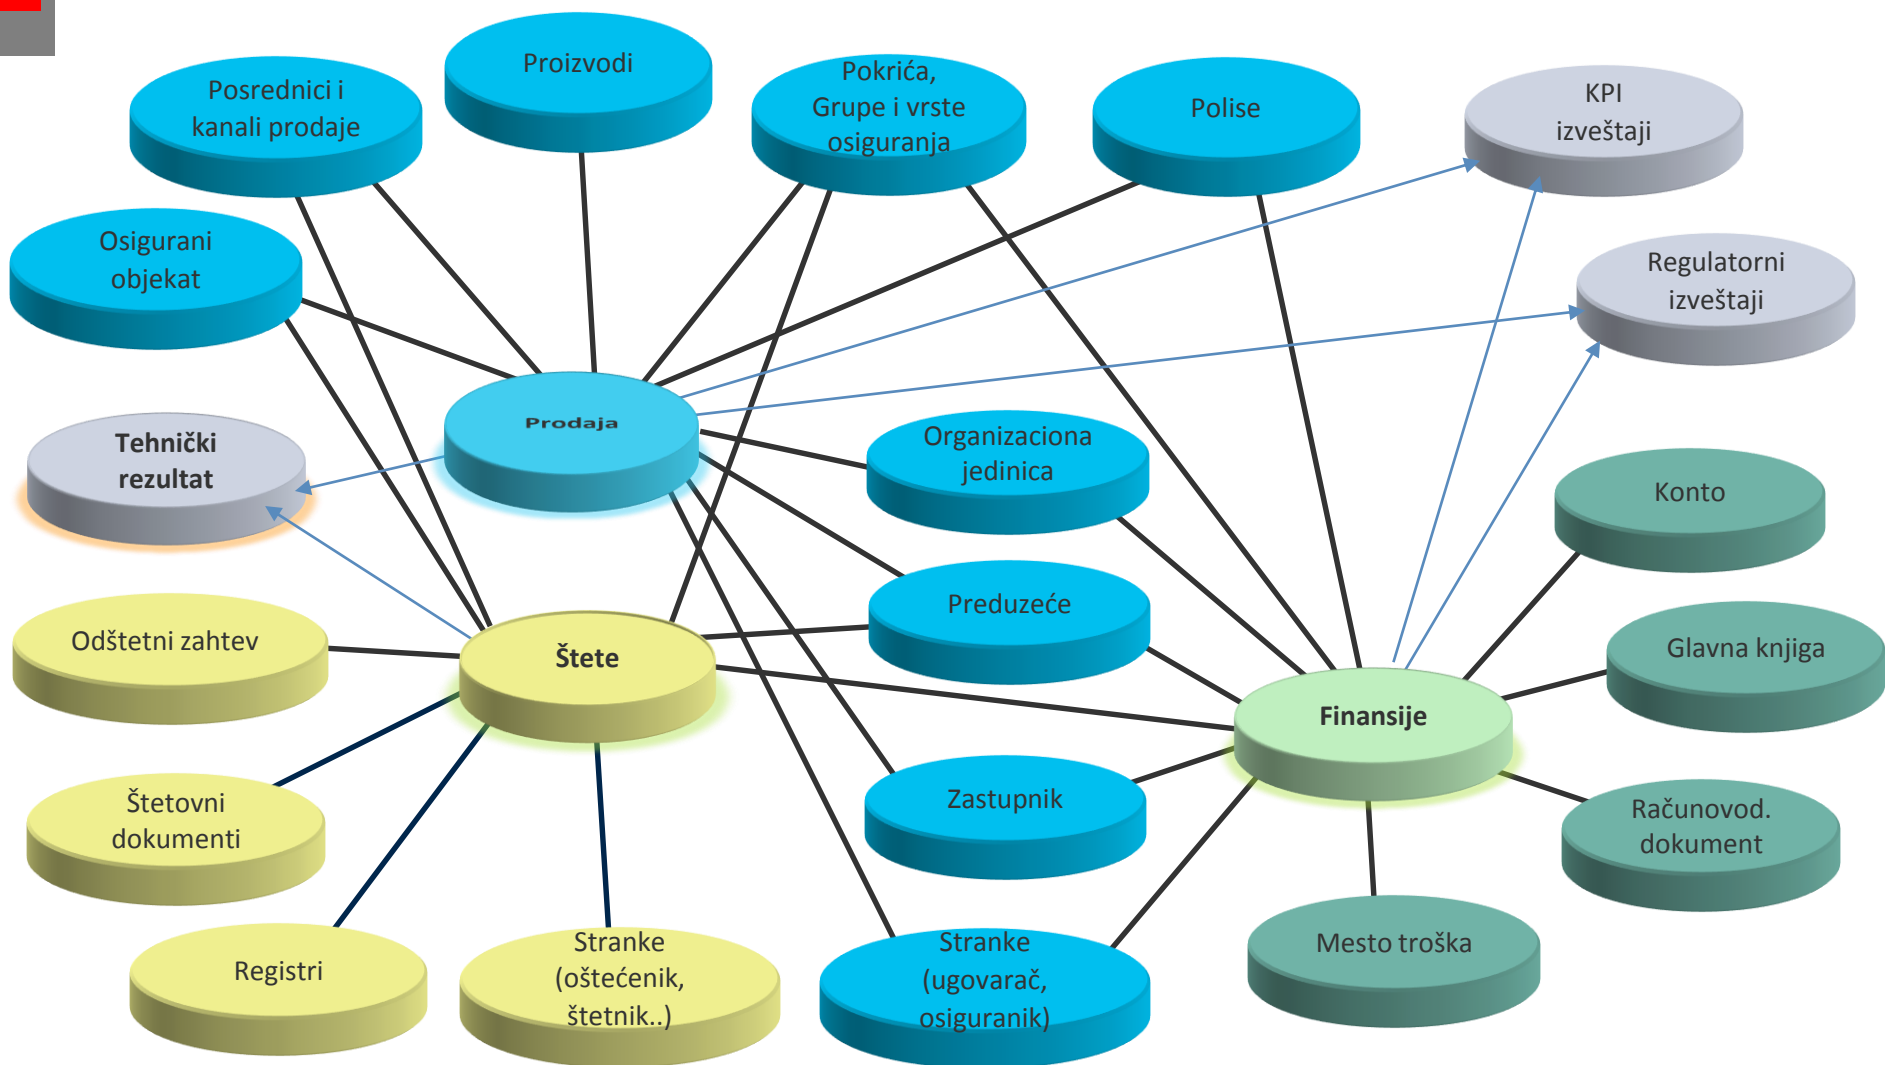 Proizvodi
Posrednici i
kanali prodaje
Pokrića,
Grupe i vrste
osiguranja
Polise
KPI
izveštaji
Osigurani
objekat
Regulatorni
izveštaji
Prodaja
Tehnički
rezultat
Organizaciona
jedinica
Konto
Preduzeće
Odštetni zahtev
Štete
Glavna knjiga
Finansije
Štetovni
dokumenti
Zastupnik
Računovod.
dokument
Registri
Stranke
(oštećenik,
štetnik..)
Stranke
(ugovarač,
osiguranik)
Mesto troška